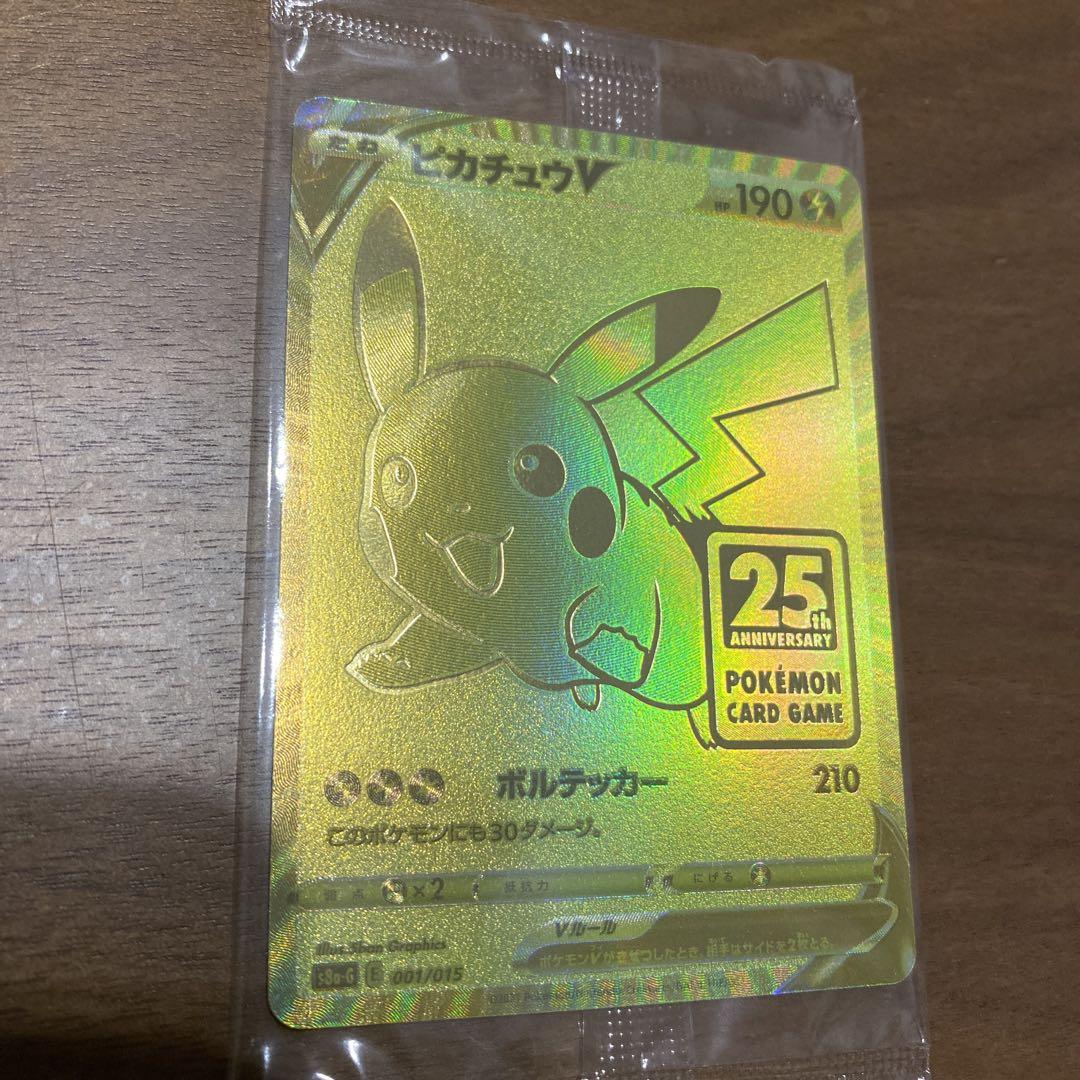 ピカチュウV
HP 190
25th
ANNIVERSARY
POKÉMON
CARD GAME
ボルテッカー 210
このポケモンにも30ダメージ。
弱点 ×2 抵抗力 にげる
Vルール
ポケモンVがきぜつしたとき、相手はサイドを2枚とる。
Illus. 5ban Graphics
E 001/015